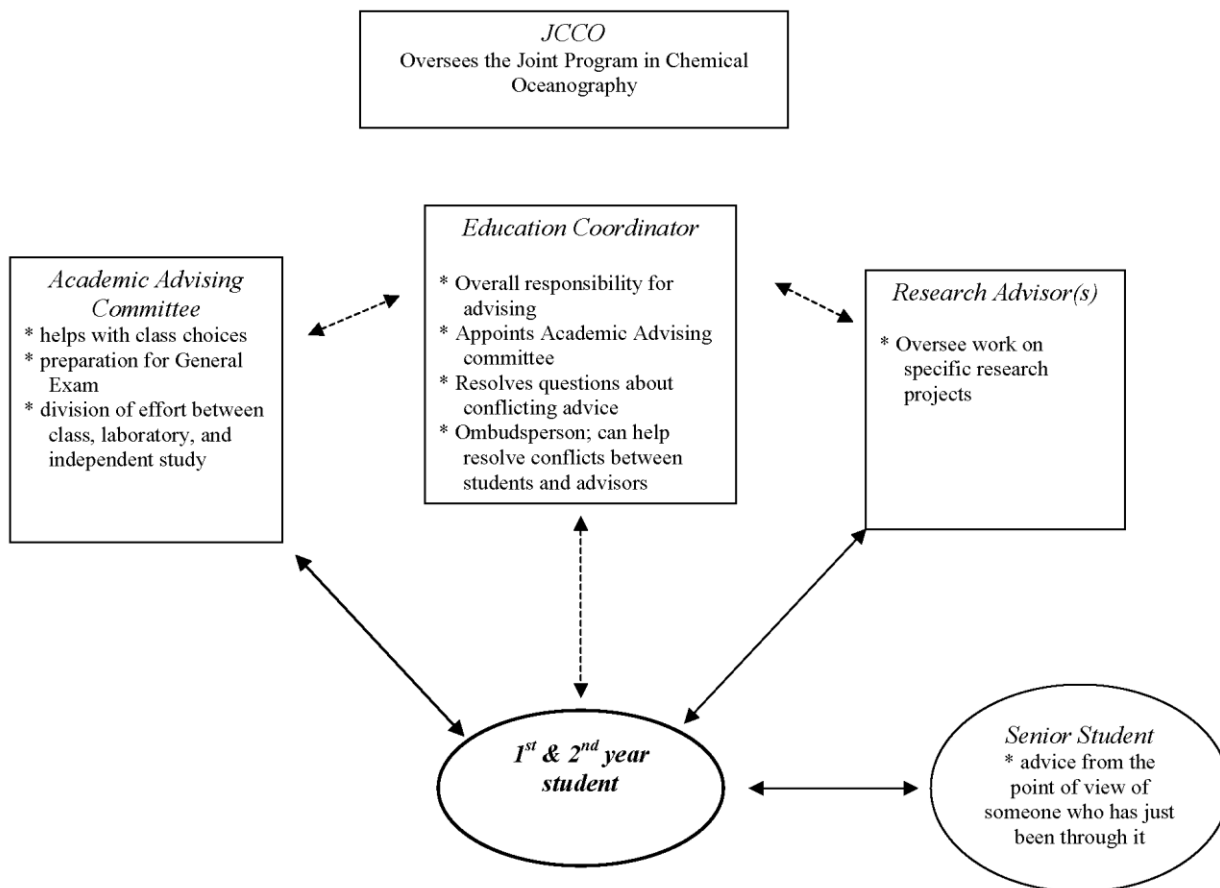 JCCO
Oversees the Joint Program in Chemical
Oceanography
Academic Advising
Committee
* helps with class choices
* preparation for General
Exam
* division of effort between
class, laboratory, and
independent study
Education Coordinator
* Overall responsibility for
advising
* Appoints Academic Advising
committee
* Resolves questions about
conflicting advice
* Ombudsperson; can help
resolve conflicts between
students and advisors
Research Advisor(s)
* Oversee work on
specific research
projects
1st & 2nd year
student
Senior Student
* advice from the
point of view of
someone who has just
been through it